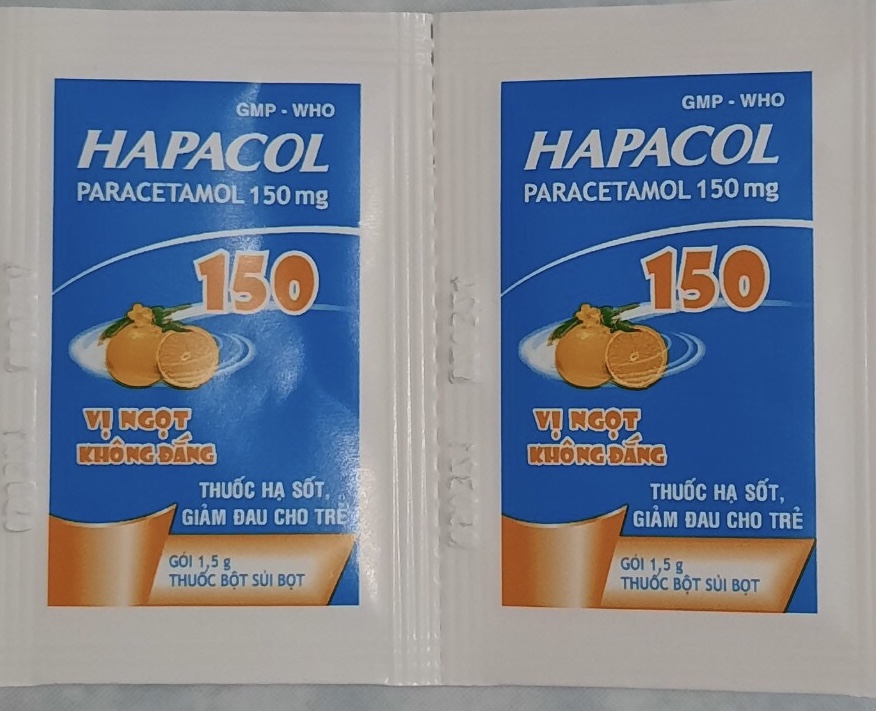 GMP - WHO
HAPACOL
PARACETAMOL 150 mg
150
VỊ NGỌT
KHÔNG ĐẮNG
THUỐC HẠ SỐT,
GIẢM ĐAU CHO TRẺ
GÓI 1,5 g
THUỐC BỘT SỦI BỌT
GMP - WHO
HAPACOL
PARACETAMOL 150 mg
150
VỊ NGỌT
KHÔNG ĐẮNG
THUỐC HẠ SỐT,
GIẢM ĐAU CHO TRẺ
GÓI 1,5 g
THUỐC BỘT SỦI BỌT